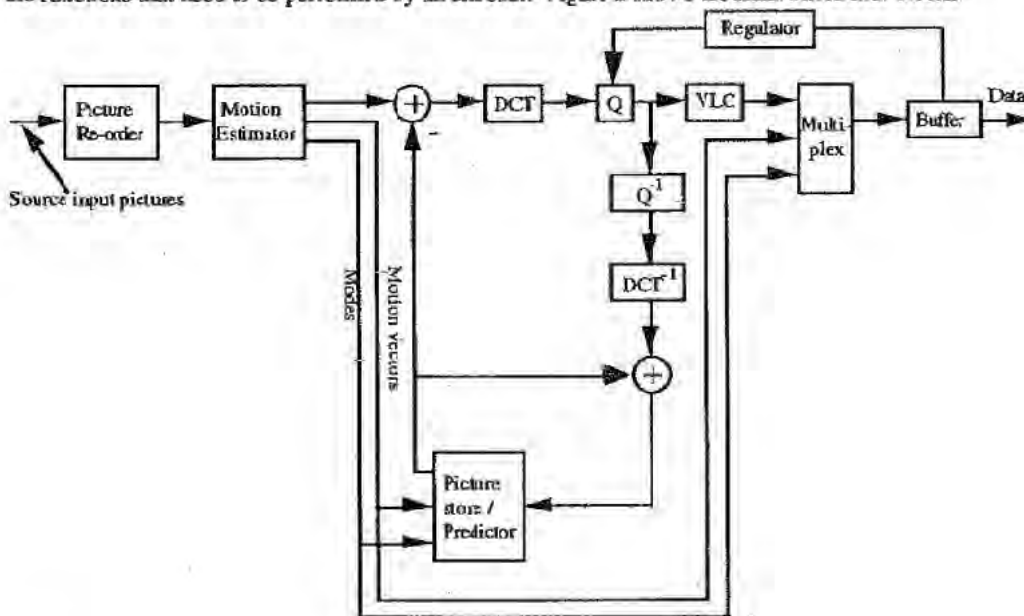 Regulator
Picture
Re-order
Motion
Estimator
+
DCT
Q
VLC
Multi-
plex
Buffer
Data
-
Source input pictures
Q-1
DCT-1
Modes
Motion vectors
+
Picture
store /
Predictor